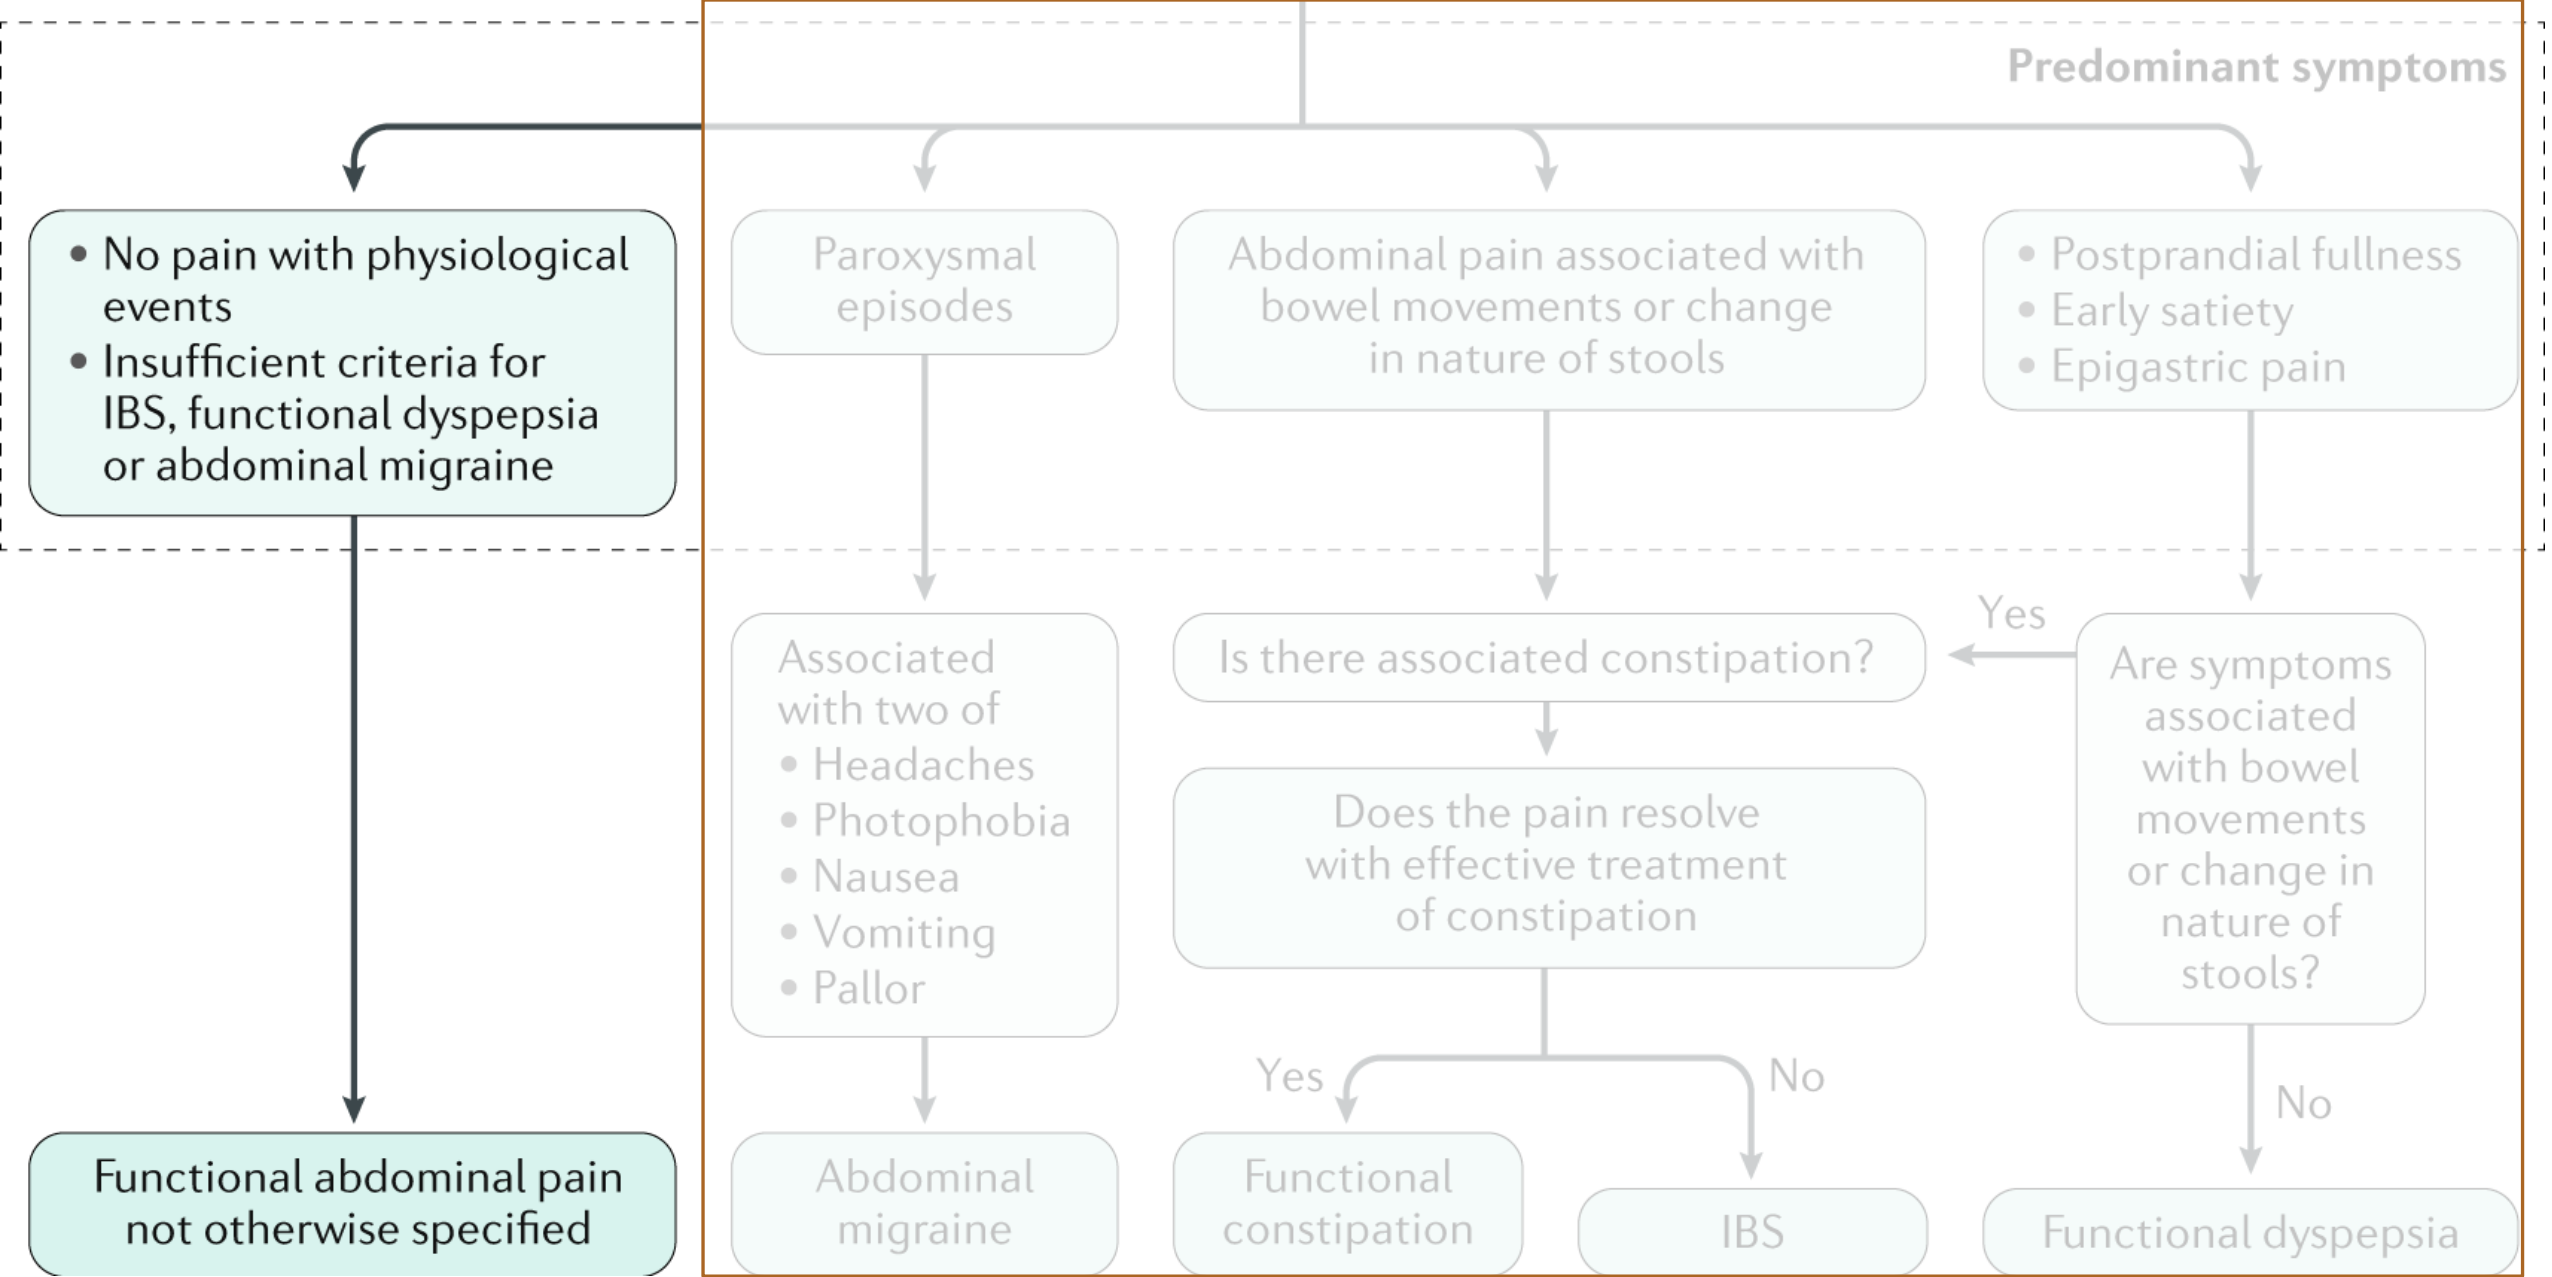 Predominant symptoms
• No pain with physiological
events
• Insufficient criteria for
IBS, functional dyspepsia
or abdominal migraine
Paroxysmal
episodes
Abdominal pain associated with
bowel movements or change
in nature of stools
• Postprandial fullness
• Early satiety
• Epigastric pain
Associated
with two of
• Headaches
• Photophobia
• Nausea
• Vomiting
• Pallor
Is there associated constipation?
Yes
Are symptoms
associated
with bowel
movements
or change in
nature of
stools?
Does the pain resolve
with effective treatment
of constipation
Yes
No
No
Functional abdominal pain
not otherwise specified
Abdominal
migraine
Functional
constipation
IBS
Functional dyspepsia